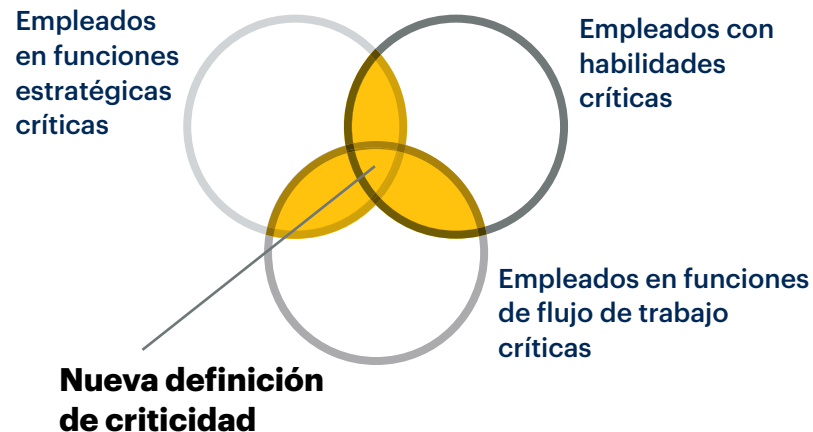 Empleados
en funciones
estratégicas
críticas
Empleados con
habilidades
críticas
Empleados en funciones
de flujo de trabajo
críticas
Nueva definición
de criticidad